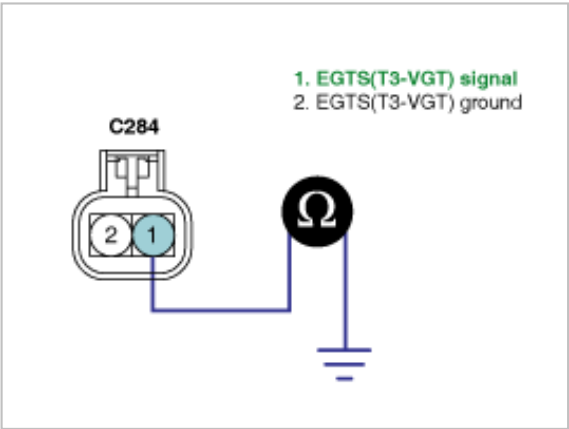 1. EGTS(T3-VGT) signal
2. EGTS(T3-VGT) ground
C284
2 1
Ω